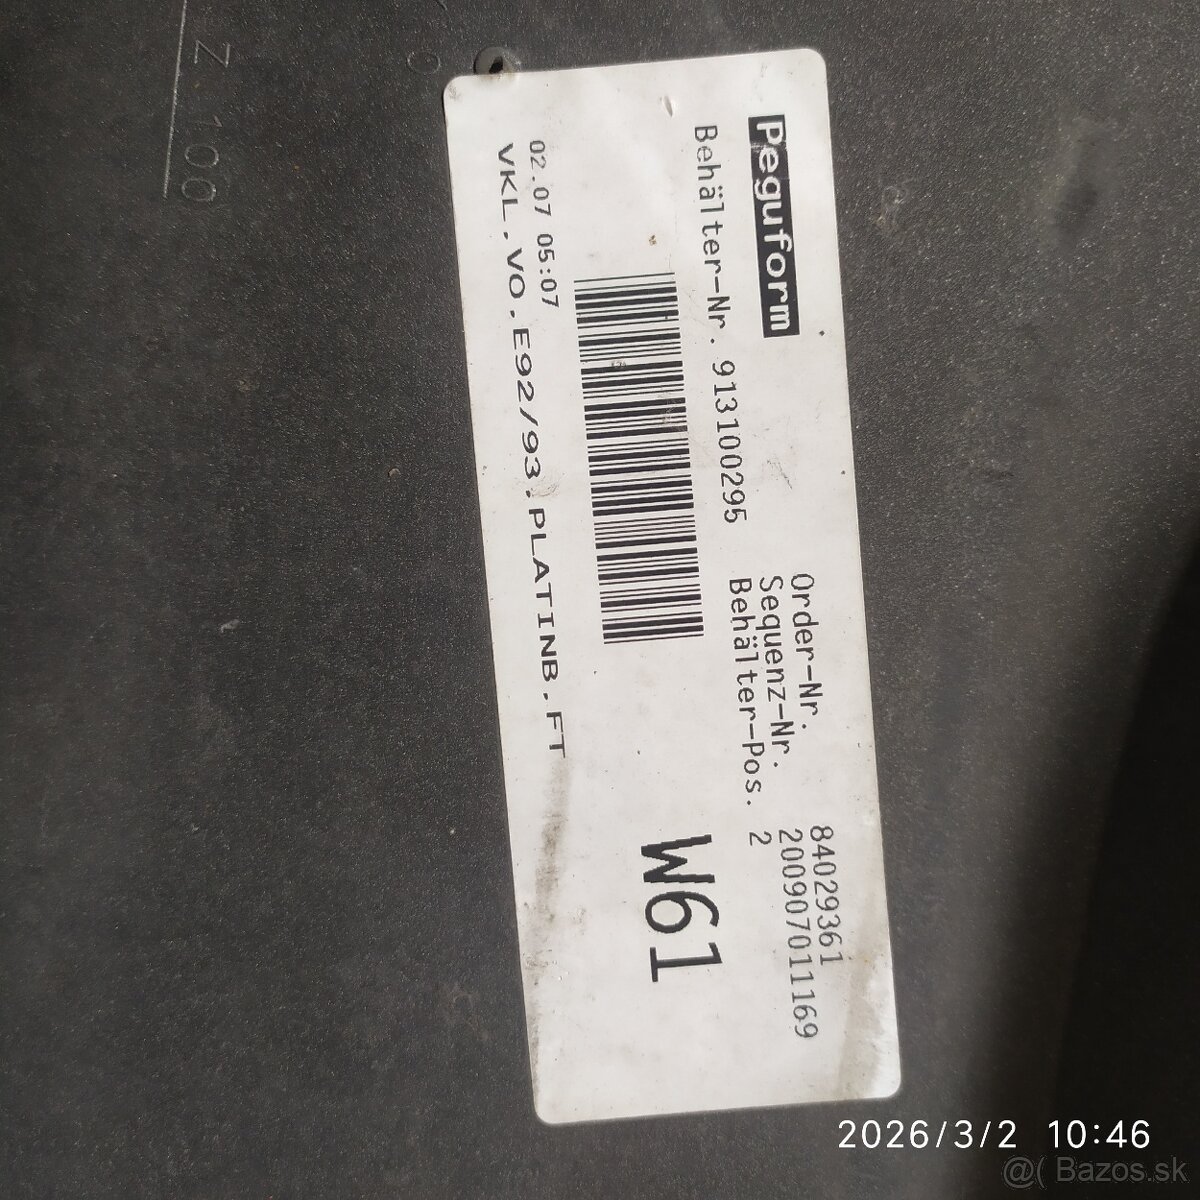 Peguform
Behälter-Nr. 913100295
Order-Nr. 84029361
Sequenz-Nr. 200907011169
Behälter-Pos. 2
W61
02.07 05:07
VKL.VO.E92/93.PLATINB.FT
Z.100
2026/3/2 10:46
@( Bazos.sk